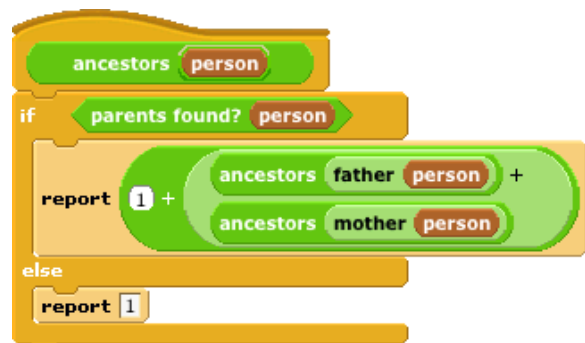 ancestors person
if parents found? person
report 1 + ancestors father person +
ancestors mother person
else
report 1